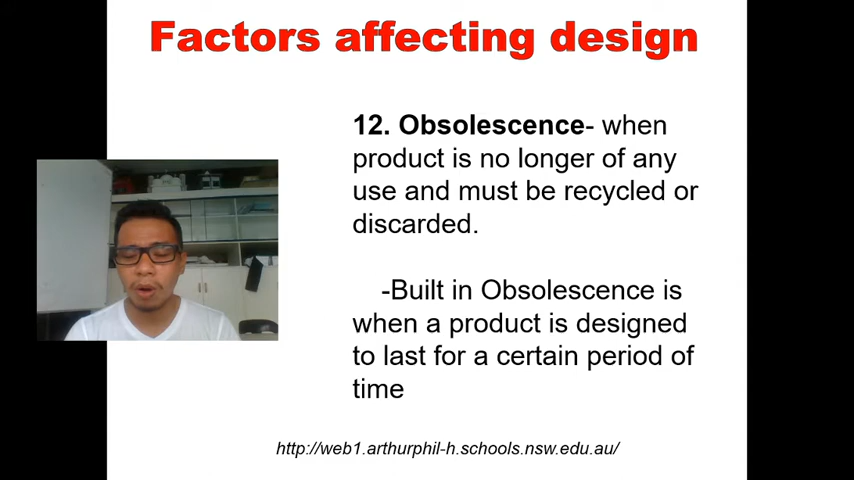 Factors affecting design
12. Obsolescence- when
product is no longer of any
use and must be recycled or
discarded.
-Built in Obsolescence is
when a product is designed
to last for a certain period of
time
http://web1.arthurphil-h.schools.nsw.edu.au/